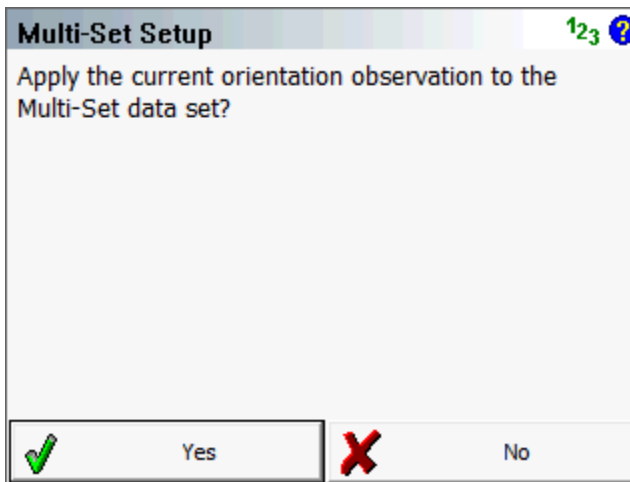 Multi-Set Setup 123 ?
Apply the current orientation observation to the
Multi-Set data set?
Yes No